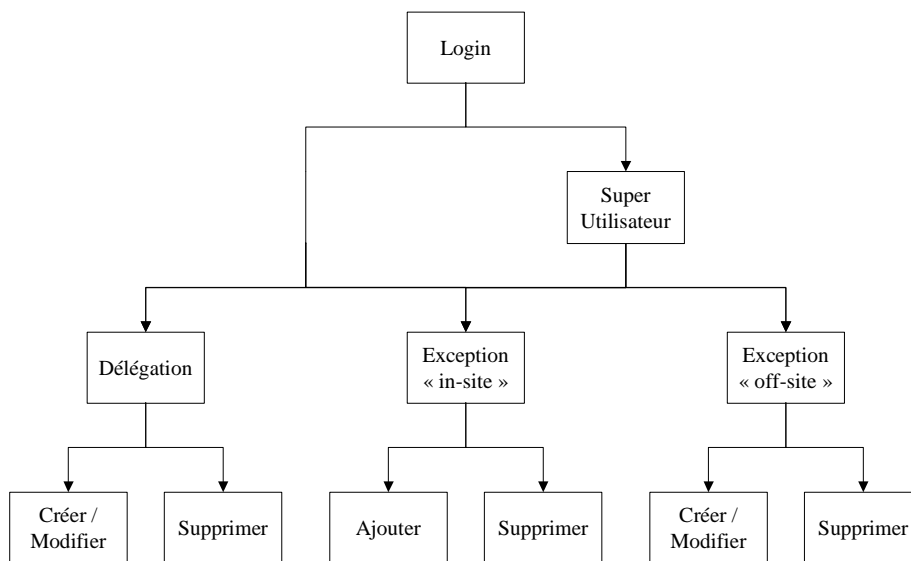 Login
Super
Utilisateur
Délégation
Exception
« in-site »
Exception
« off-site »
Créer /
Modifier
Supprimer
Ajouter
Supprimer
Créer /
Modifier
Supprimer